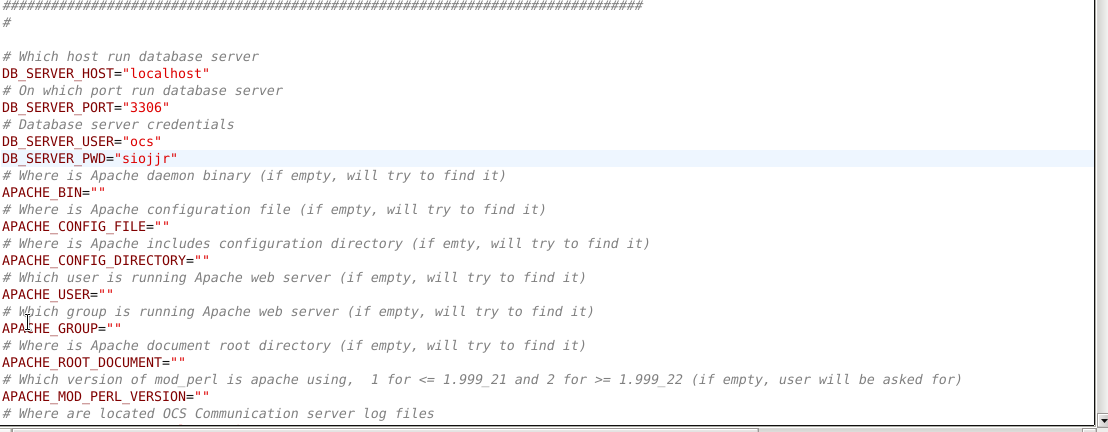 ################################################################################
#
# Which host run database server
DB_SERVER_HOST="localhost"
# On which port run database server
DB_SERVER_PORT="3306"
# Database server credentials
DB_SERVER_USER="ocs"
DB_SERVER_PWD="siojjr"
# Where is Apache daemon binary (if empty, will try to find it)
APACHE_BIN=""
# Where is Apache configuration file (if empty, will try to find it)
APACHE_CONFIG_FILE=""
# Where is Apache includes configuration directory (if emty, will try to find it)
APACHE_CONFIG_DIRECTORY=""
# Which user is running Apache web server (if empty, will try to find it)
APACHE_USER=""
# Which group is running Apache web server (if empty, will try to find it)
APACHE_GROUP=""
# Where is Apache document root directory (if empty, will try to find it)
APACHE_ROOT_DOCUMENT=""
# Which version of mod_perl is apache using,  1 for <= 1.999_21 and 2 for >= 1.999_22 (if empty, user will be asked for)
APACHE_MOD_PERL_VERSION=""
# Where are located OCS Communication server log files